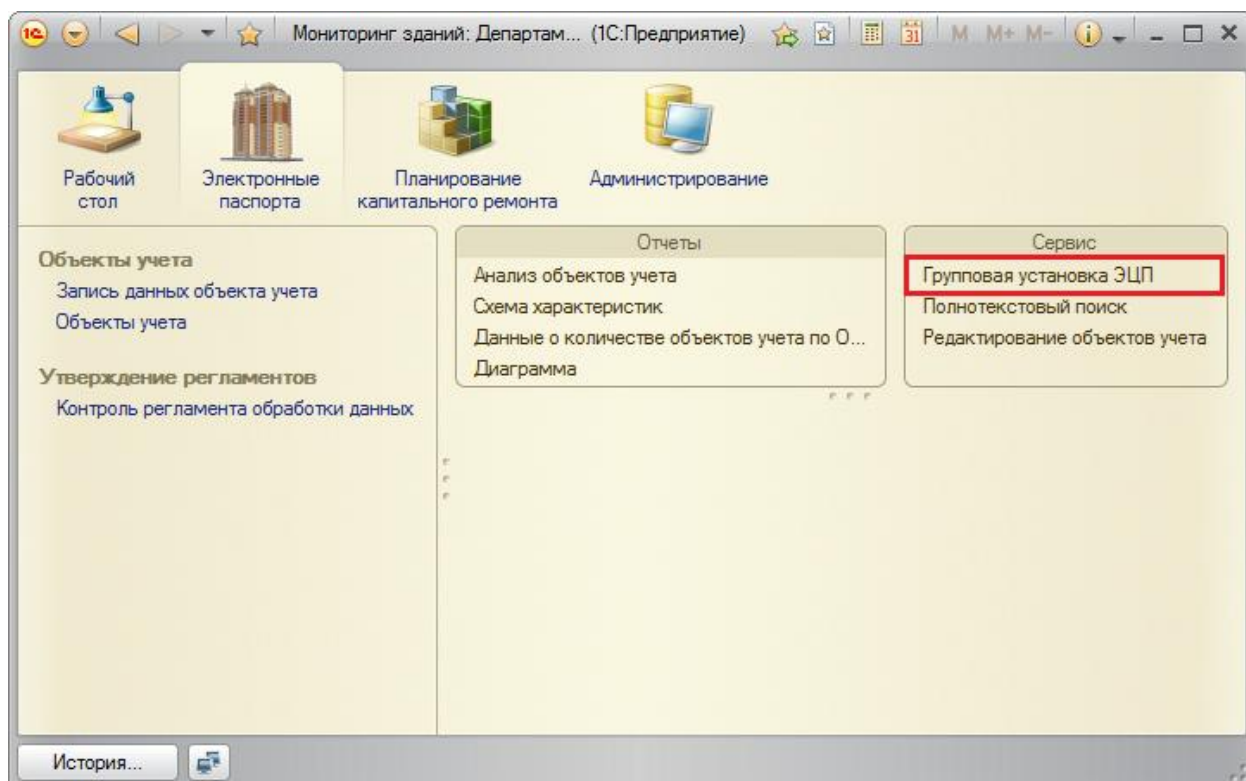 1С
Мониторинг зданий: Департам... (1С:Предприятие)
31
M M+ M-
Рабочий
стол
Электронные
паспорта
Планирование
капитального ремонта
Администрирование
Объекты учета
Запись данных объекта учета
Объекты учета
Утверждение регламентов
Контроль регламента обработки данных
Отчеты
Анализ объектов учета
Схема характеристик
Данные о количестве объектов учета по О...
Диаграмма
Сервис
Групповая установка ЭЦП
Полнотекстовый поиск
Редактирование объектов учета
История...